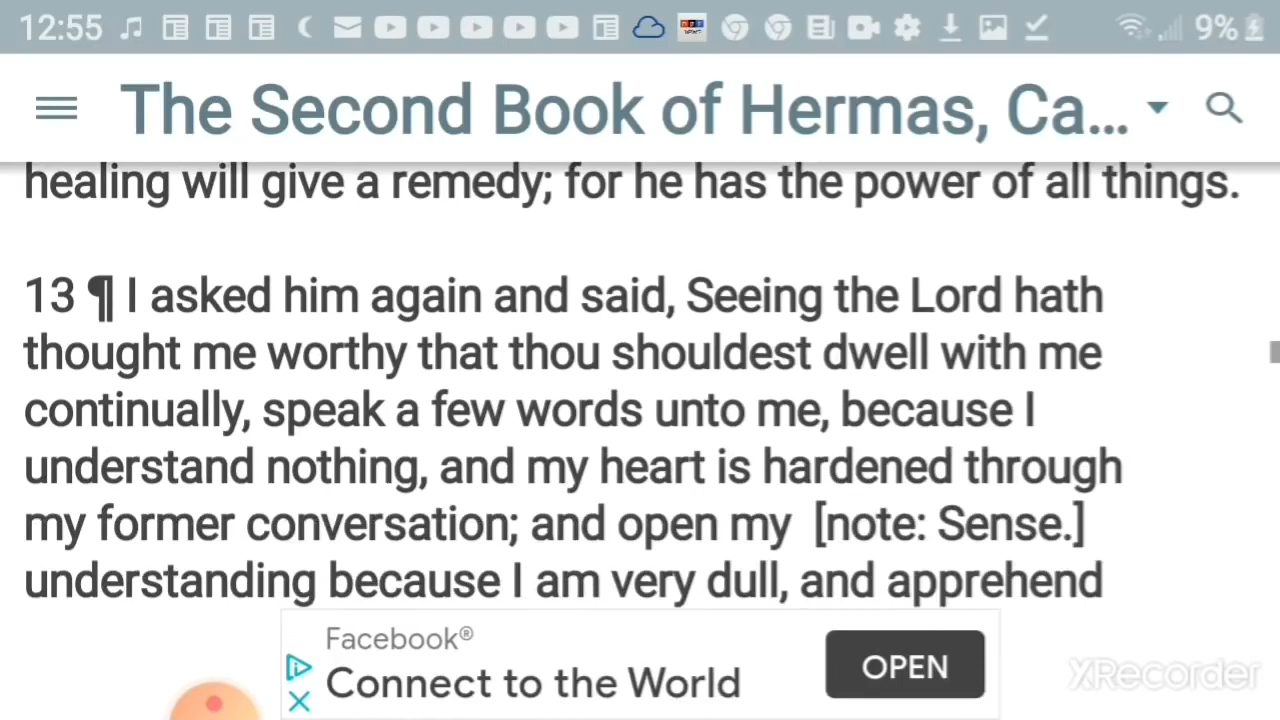 12:55 9%
The Second Book of Hermas, Ca...
healing will give a remedy; for he has the power of all things.
13 ¶ I asked him again and said, Seeing the Lord hath
thought me worthy that thou shouldest dwell with me
continually, speak a few words unto me, because I
understand nothing, and my heart is hardened through
my former conversation; and open my [note: Sense.]
understanding because I am very dull, and apprehend
Facebook®
Connect to the World
OPEN
XRecorder